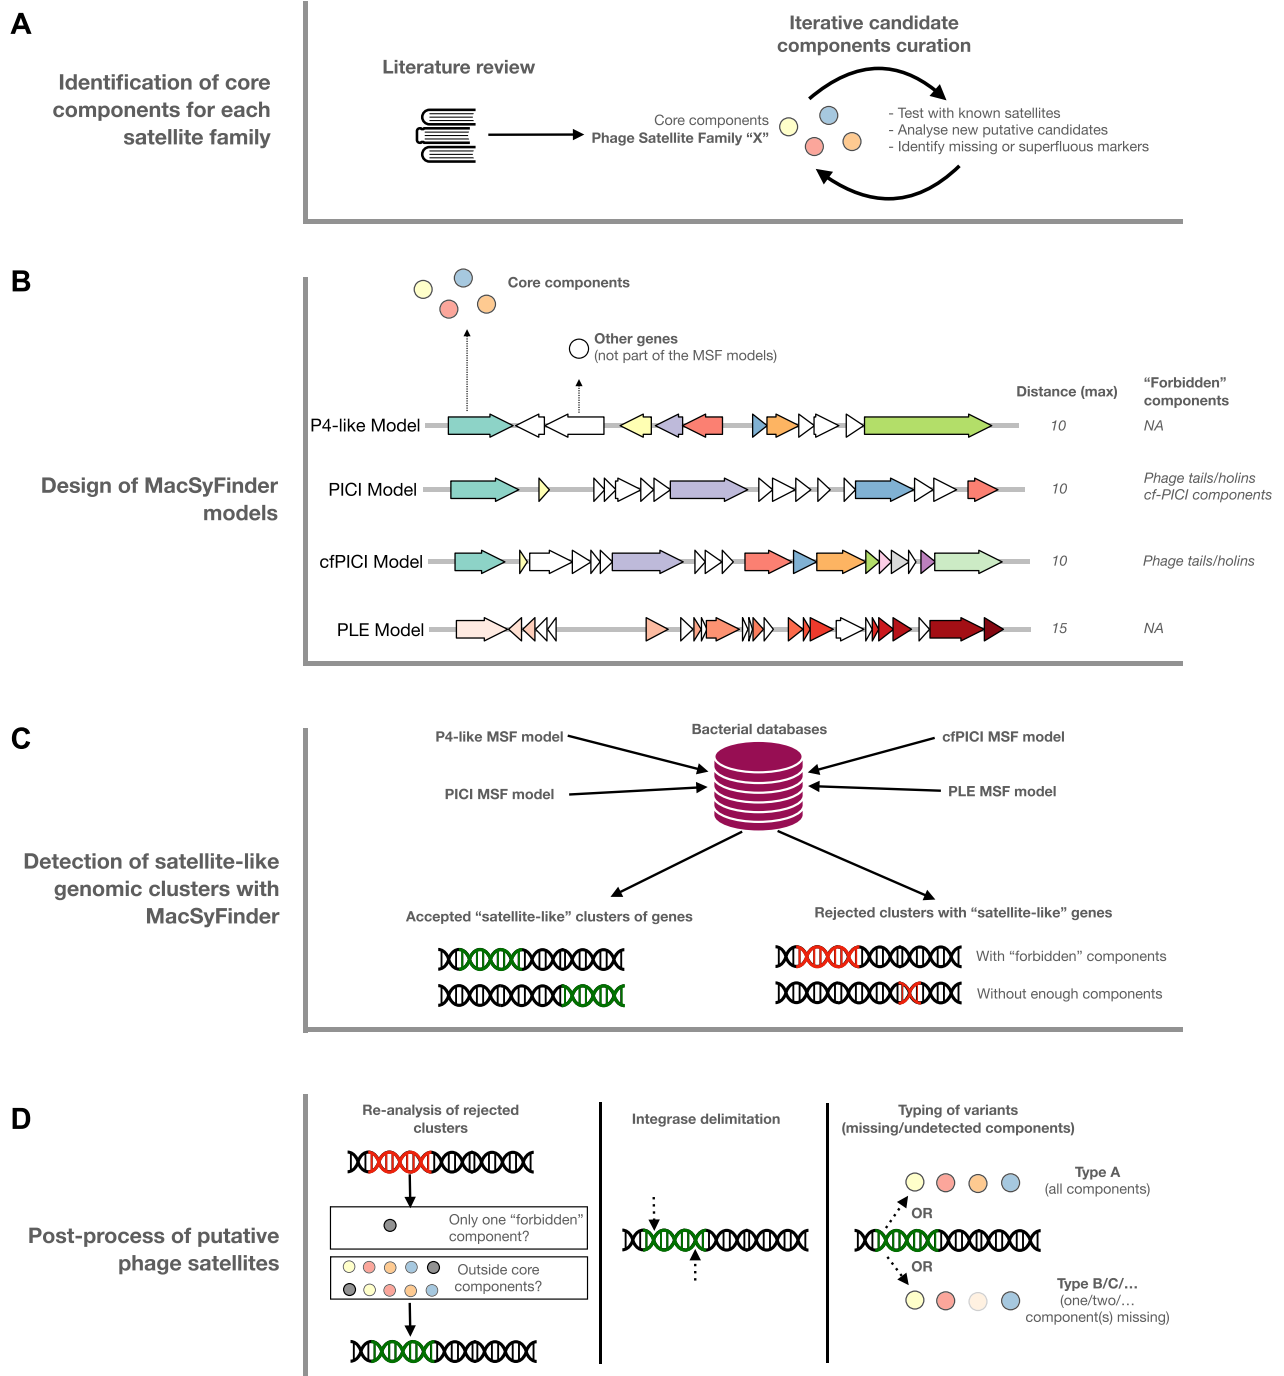 A
Identification of core
components for each
satellite family
Literature review
Iterative candidate
components curation
Core components
Phage Satellite Family “X”
- Test with known satellites
- Analyse new putative candidates
- Identify missing or superfluous markers
B
Design of MacSyFinder
models
Core components
Other genes
(not part of the MSF models)
Distance (max)
“Forbidden”
components
P4-like Model
10
NA
PICI Model
10
Phage tails/holins
cf-PICI components
cfPICI Model
10
Phage tails/holins
PLE Model
15
NA
C
Detection of satellite-like
genomic clusters with
MacSyFinder
Bacterial databases
P4-like MSF model
cfPICI MSF model
PICI MSF model
PLE MSF model
Accepted “satellite-like” clusters of genes
Rejected clusters with “satellite-like” genes
With “forbidden” components
Without enough components
D
Post-process of putative
phage satellites
Re-analysis of rejected
clusters
Only one “forbidden”
component?
Outside core
components?
Integrase delimitation
Typing of variants
(missing/undetected components)
Type A
(all components)
OR
OR
Type B/C/...
(one/two/...
component(s) missing)